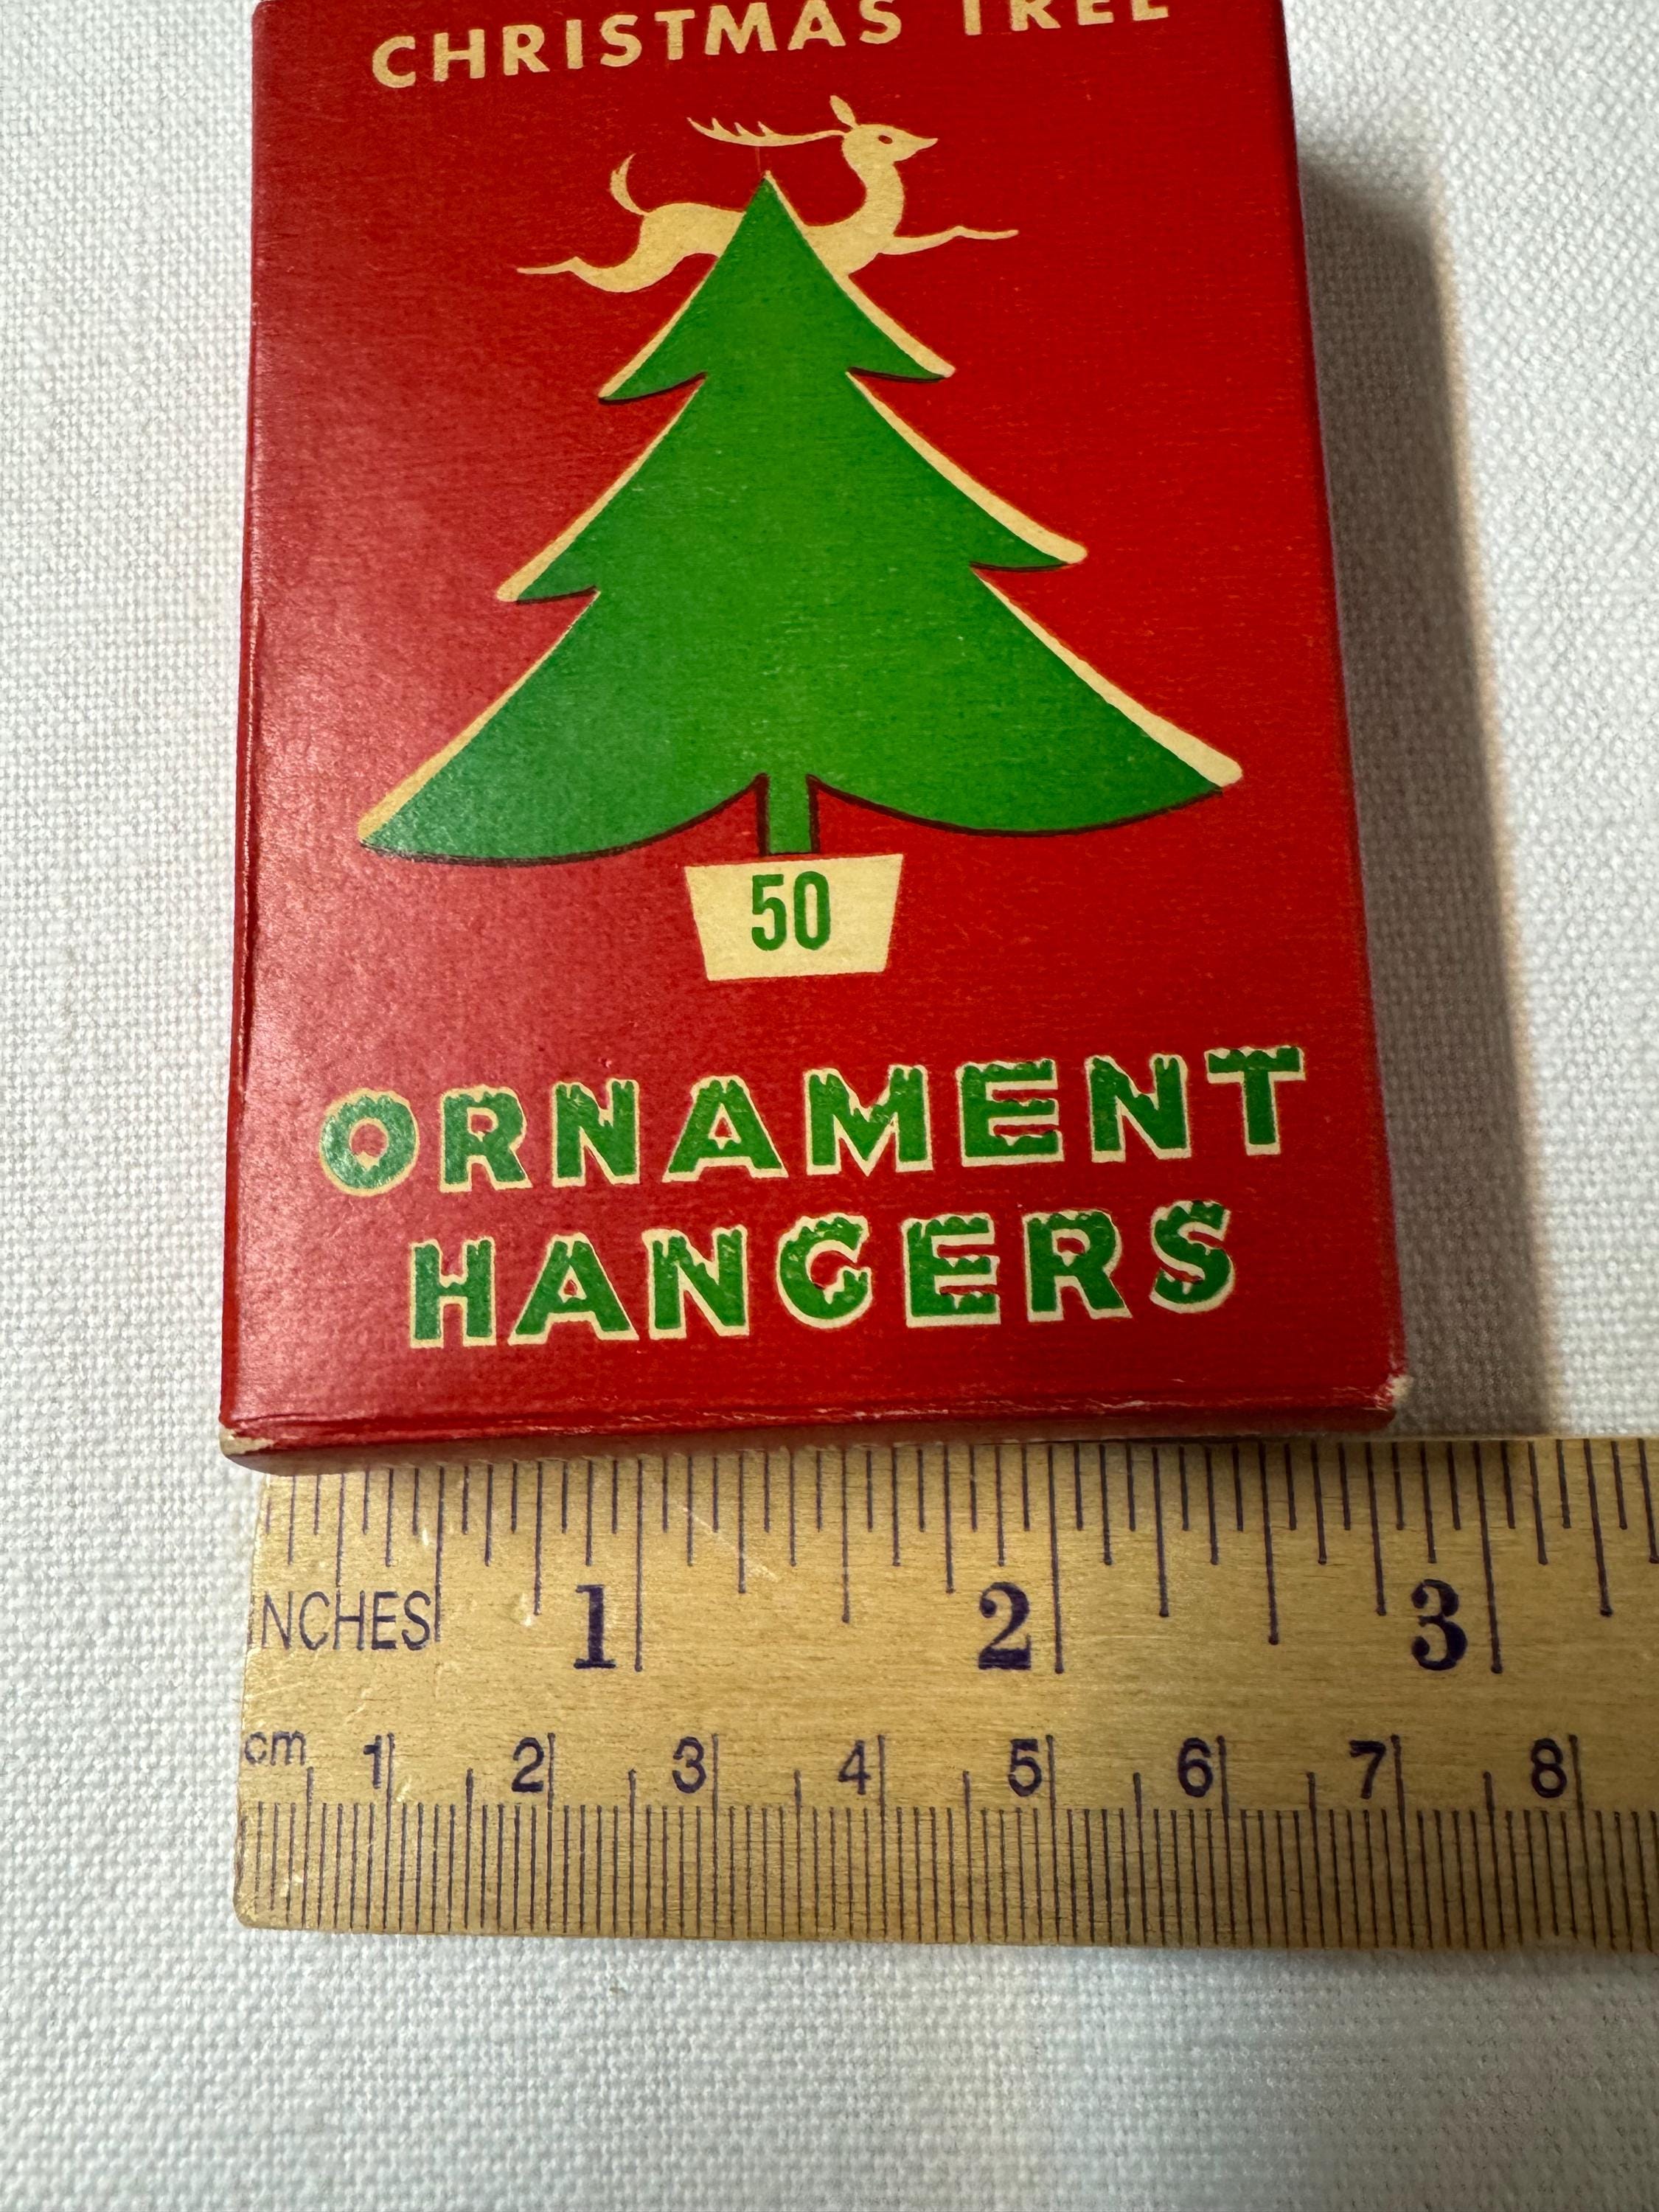 CHRISTMAS TREE
50
ORNAMENT
HANGERS
INCHES 1 2 3
cm 1 2 3 4 5 6 7 8